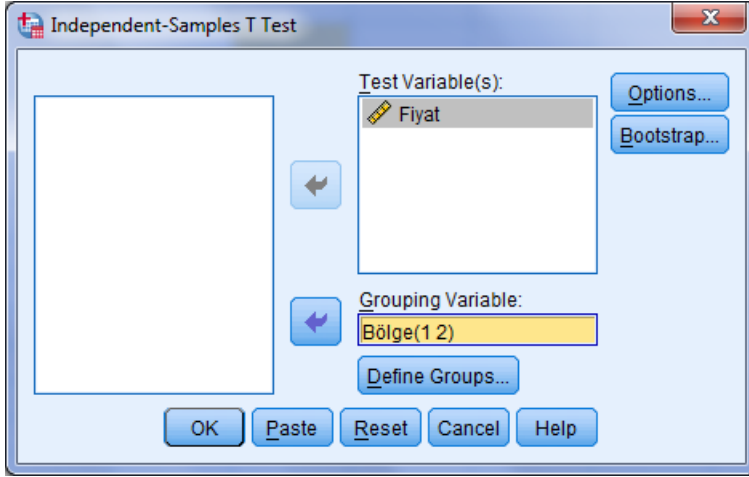 Independent-Samples T Test
Test Variable(s):
Fiyat
Options...
Bootstrap...
Grouping Variable:
Bölge(1 2)
Define Groups...
OK Paste Reset Cancel Help